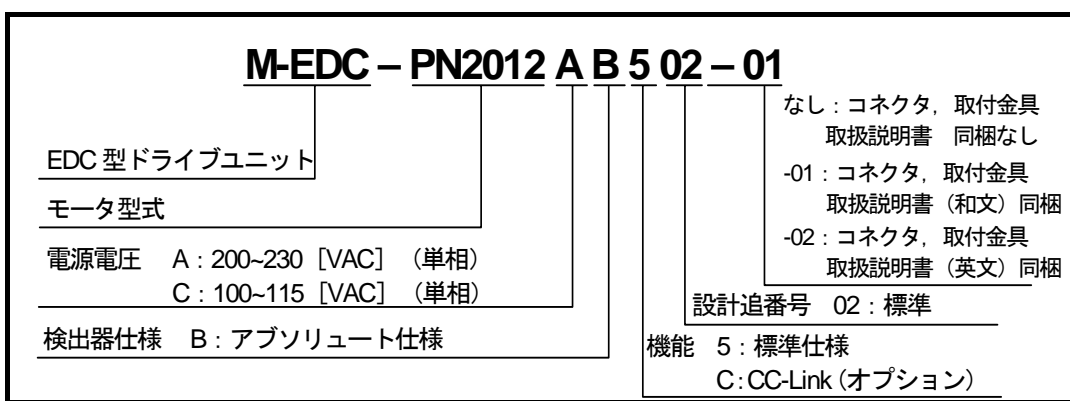 M-EDC – PN2012 A B 5 02 – 01
なし：コネクタ，取付金具
取扱説明書　同梱なし
-01：コネクタ，取付金具
取扱説明書（和文）同梱
-02：コネクタ，取付金具
取扱説明書（英文）同梱
EDC 型ドライブユニット
モータ型式
電源電圧　A：200~230［VAC］（単相）
C：100~115［VAC］（単相）
設計追番号　02：標準
検出器仕様　B：アブソリュート仕様
機能　5：標準仕様
C：CC-Link（オプション）